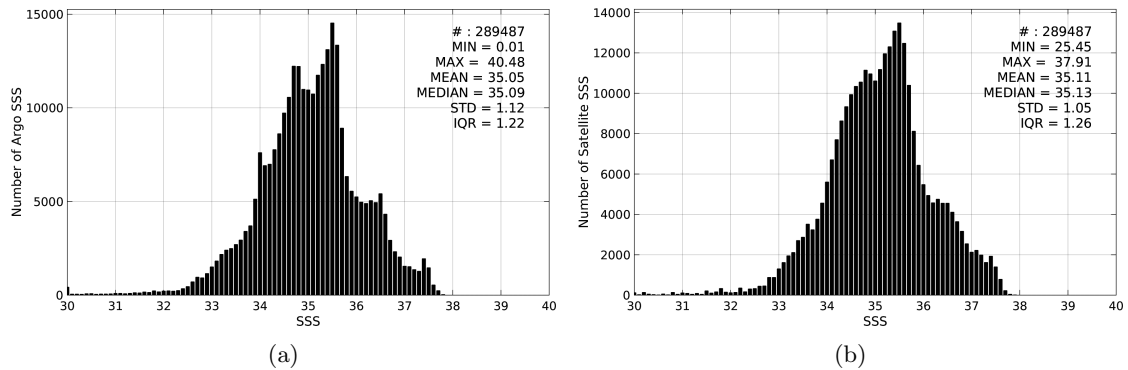 15000
10000
5000
0
Number of Argo SSS
# : 289487
MIN = 0.01
MAX = 40.48
MEAN = 35.05
MEDIAN = 35.09
STD = 1.12
IQR = 1.22
30 31 32 33 34 35 36 37 38 39 40
SSS
(a)
14000
12000
10000
8000
6000
4000
2000
0
Number of Satellite SSS
# : 289487
MIN = 25.45
MAX = 37.91
MEAN = 35.11
MEDIAN = 35.13
STD = 1.05
IQR = 1.26
30 31 32 33 34 35 36 37 38 39 40
SSS
(b)